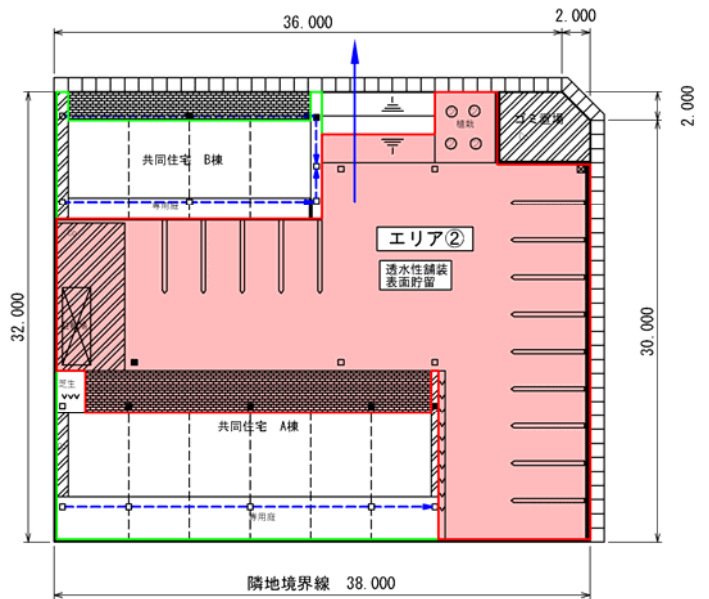 36.000
2.000
2.000
ゴミ置場
植栽
共同住宅 B棟
専用庭
エリア②
透水性舗装
表面貯留
32.000
30.000
芝生
共同住宅 A棟
専用庭
隣地境界線 38.000